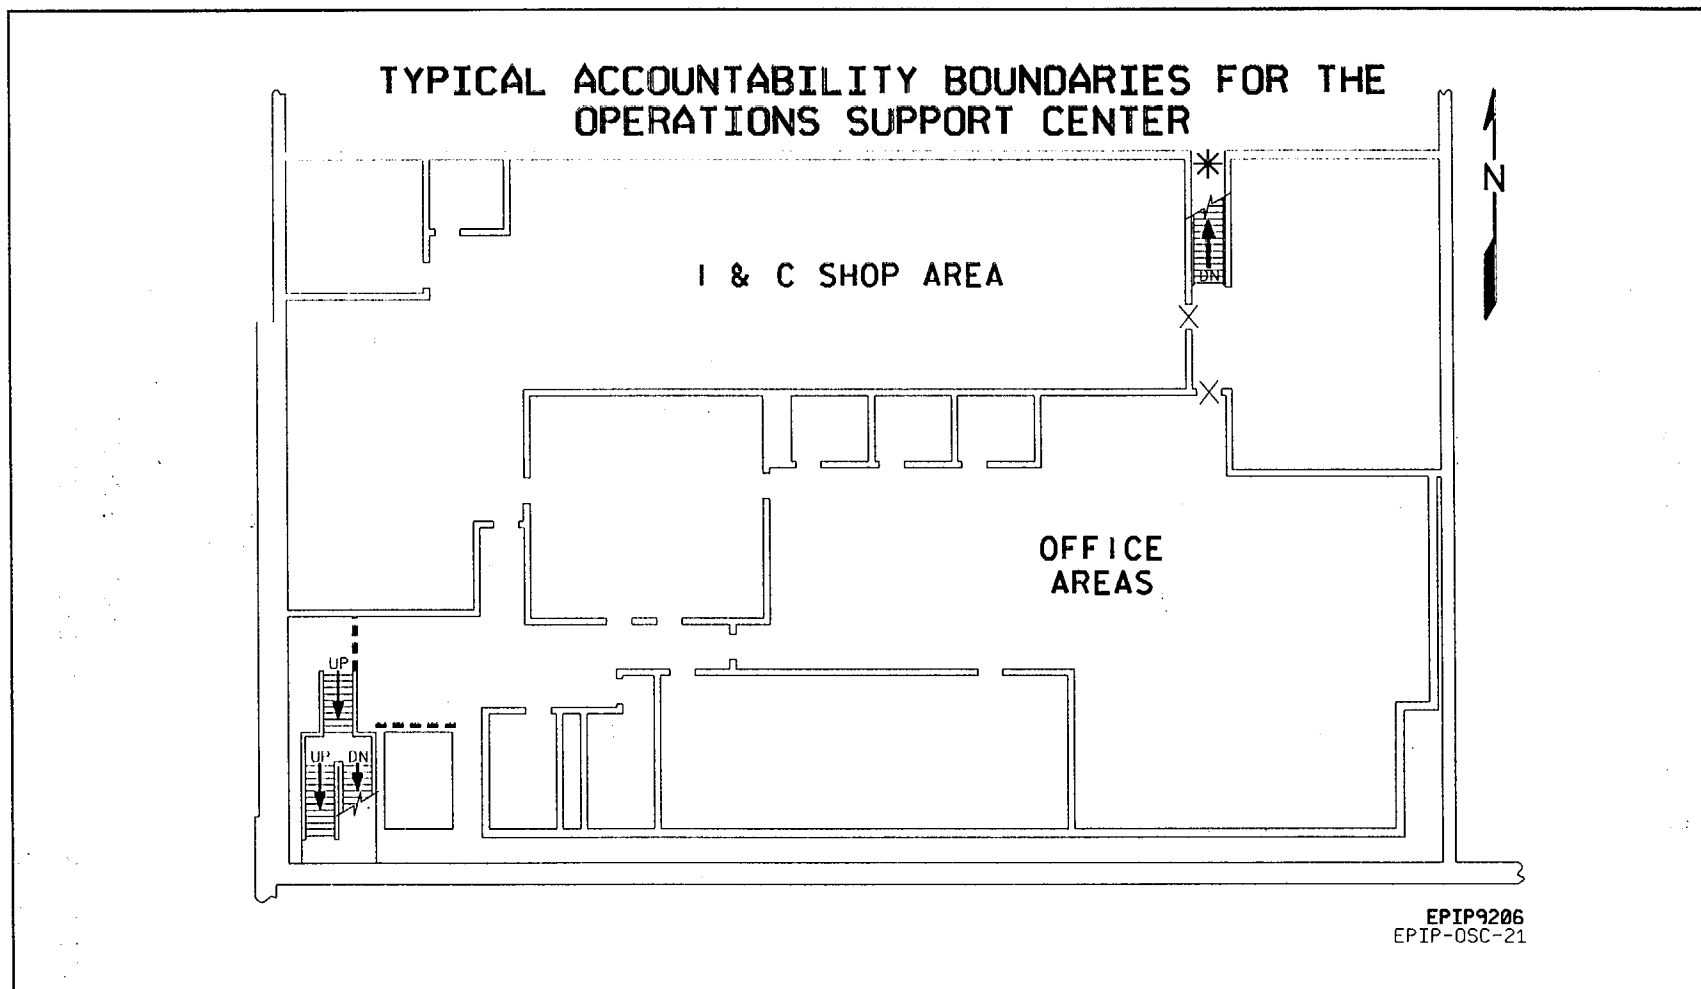 TYPICAL ACCOUNTABILITY BOUNDARIES FOR THE
OPERATIONS SUPPORT CENTER
N
I & C SHOP AREA
DN
OFFICE
AREAS
UP
UP DN
EPIP9206
EPIP-OSC-21